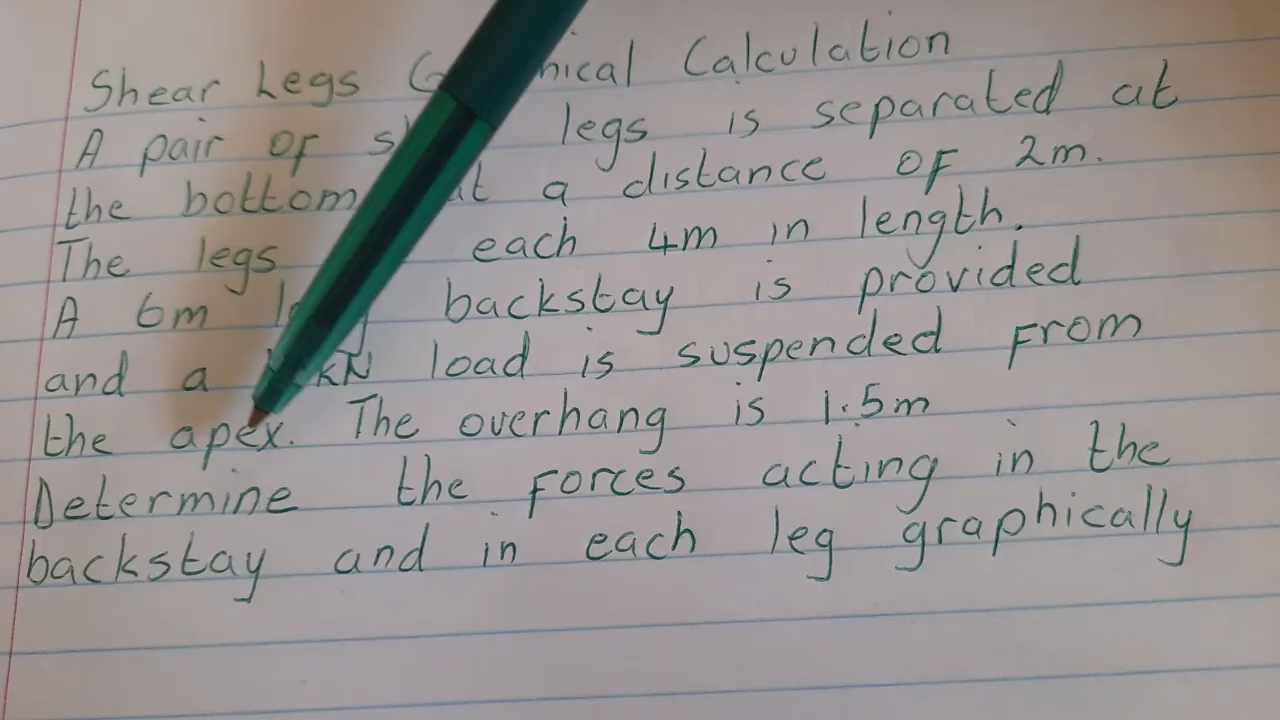 Shear Legs Calculation
A pair of legs is separated at
the bottom at a distance of 2m.
The legs each 4m in length.
A 6m backstay is provided
and a kN load is suspended from
the apex. The overhang is 1.5m
Determine the forces acting in the
backstay and in each leg graphically